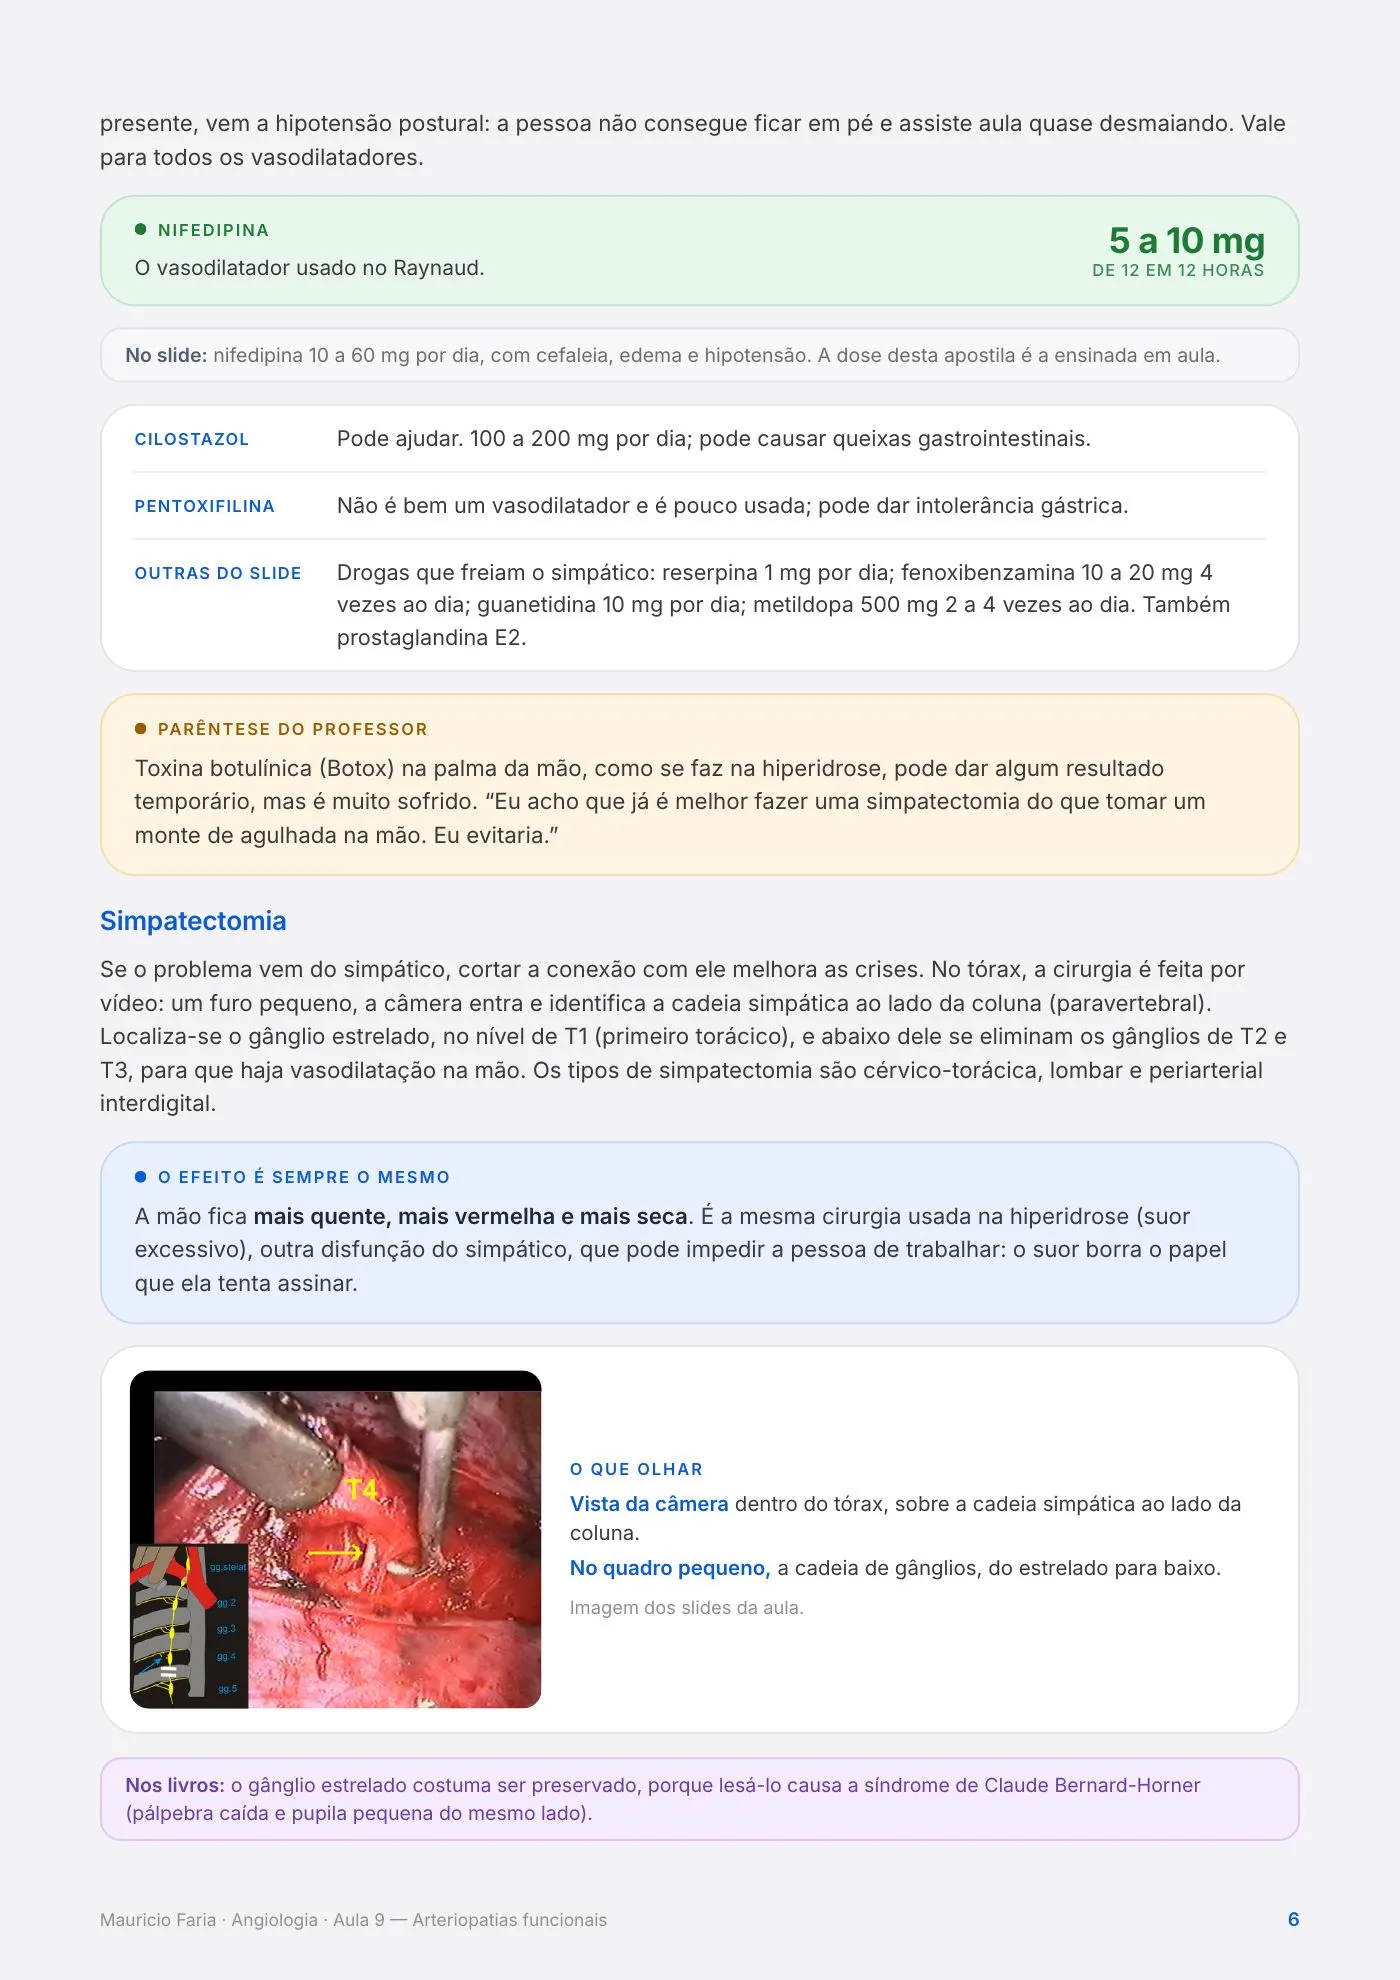 presente, vem a hipotensão postural: a pessoa não consegue ficar em pé e assiste aula quase desmaiando. Vale
para todos os vasodilatadores.
NIFEDIPINA
O vasodilatador usado no Raynaud.
5 a 10 mg
DE 12 EM 12 HORAS
No slide: nifedipina 10 a 60 mg por dia, com cefaleia, edema e hipotensão. A dose desta apostila é a ensinada em aula.
CILOSTAZOL
Pode ajudar. 100 a 200 mg por dia; pode causar queixas gastrointestinais.
PENTOXIFILINA
Não é bem um vasodilatador e é pouco usada; pode dar intolerância gástrica.
OUTRAS DO SLIDE
Drogas que freiam o simpático: reserpina 1 mg por dia; fenoxibenzamina 10 a 20 mg 4
vezes ao dia; guanetidina 10 mg por dia; metildopa 500 mg 2 a 4 vezes ao dia. Também
prostaglandina E2.
PARÊNTESE DO PROFESSOR
Toxina botulínica (Botox) na palma da mão, como se faz na hiperidrose, pode dar algum resultado
temporário, mas é muito sofrido. “Eu acho que já é melhor fazer uma simpatectomia do que tomar um
monte de agulhada na mão. Eu evitaria.”
Simpatectomia
Se o problema vem do simpático, cortar a conexão com ele melhora as crises. No tórax, a cirurgia é feita por
vídeo: um furo pequeno, a câmera entra e identifica a cadeia simpática ao lado da coluna (paravertebral).
Localiza-se o gânglio estrelado, no nível de T1 (primeiro torácico), e abaixo dele se eliminam os gânglios de T2 e
T3, para que haja vasodilatação na mão. Os tipos de simpatectomia são cérvico-torácica, lombar e periarterial
interdigital.
O EFEITO É SEMPRE O MESMO
A mão fica mais quente, mais vermelha e mais seca. É a mesma cirurgia usada na hiperidrose (suor
excessivo), outra disfunção do simpático, que pode impedir a pessoa de trabalhar: o suor borra o papel
que ela tenta assinar.
T4
gg.stelat
gg.2
gg.3
gg.4
gg.5
O QUE OLHAR
Vista da câmera dentro do tórax, sobre a cadeia simpática ao lado da
coluna.
No quadro pequeno, a cadeia de gânglios, do estrelado para baixo.
Imagem dos slides da aula.
Nos livros: o gânglio estrelado costuma ser preservado, porque lesá-lo causa a síndrome de Claude Bernard-Horner
(pálpebra caída e pupila pequena do mesmo lado).
Mauricio Faria · Angiologia · Aula 9 — Arteriopatias funcionais
6